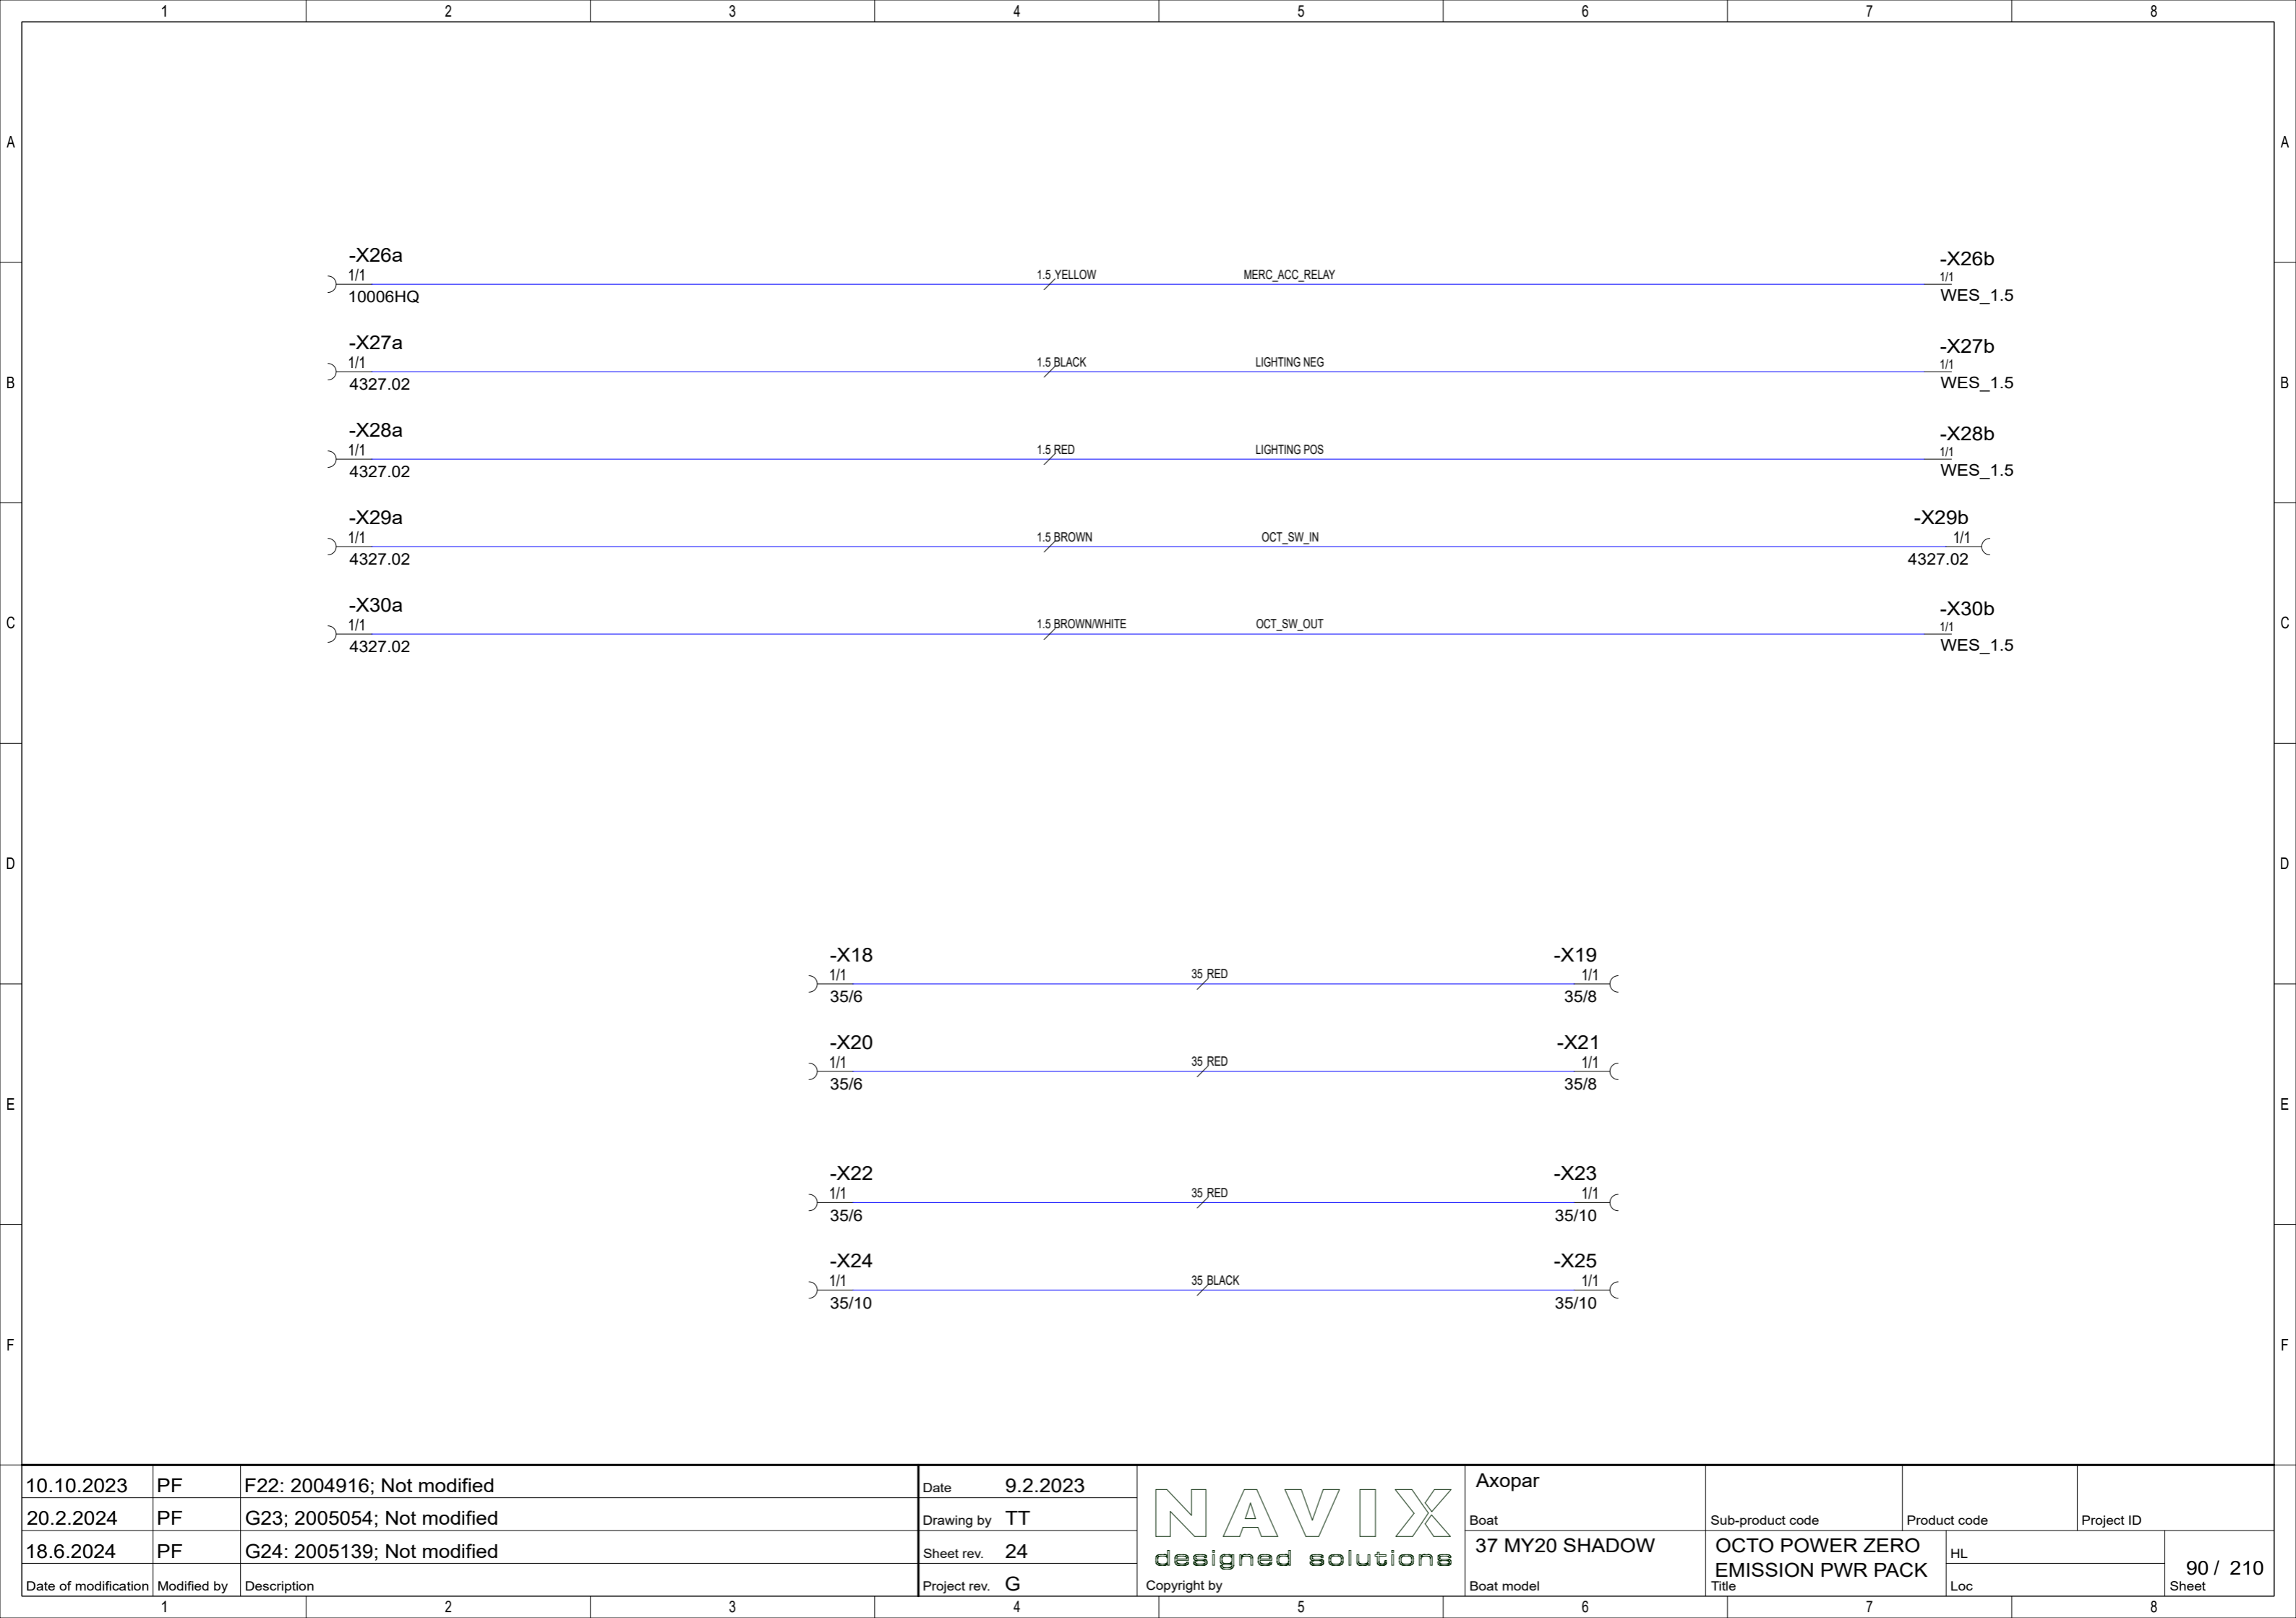 1 2 3 4 5 6 7 8
A A
-X26a -X26b
1/1 1.5 YELLOW MERC_ACC_RELAY 1/1
10006HQ WES_1.5
-X27a -X27b
1/1 1.5 BLACK LIGHTING NEG 1/1
B B
4327.02 WES_1.5
-X28a -X28b
1/1 1.5 RED LIGHTING POS 1/1
4327.02 WES_1.5
-X29a -X29b
1/1 1.5 BROWN OCT_SW_IN 1/1
4327.02 4327.02
-X30a -X30b
1/1 1.5 BROWN/WHITE OCT_SW_OUT 1/1
C C
4327.02 WES_1.5
D D
-X18 -X19
1/1 35 RED 1/1
35/6 35/8
-X20 -X21
1/1 35 RED 1/1
35/6 35/8
E E
-X22 -X23
1/1 35 RED 1/1
35/6 35/10
-X24 -X25
1/1 35 BLACK 1/1
35/10 35/10
F F
10.10.2023 PF F22: 2004916; Not modified
20.2.2024 PF G23; 2005054; Not modified
18.6.2024 PF G24: 2005139; Not modified
Date of modification Modified by Description
Date 9.2.2023
Drawing by TT
Sheet rev. 24
Project rev. G
NAVIX
designed solutions
Copyright by
Axopar
Boat
37 MY20 SHADOW
Boat model
Sub-product code Product code Project ID
OCTO POWER ZERO
EMISSION PWR PACK
Title
HL
Loc
90 / 210
Sheet
1 2 3 4 5 6 7 8